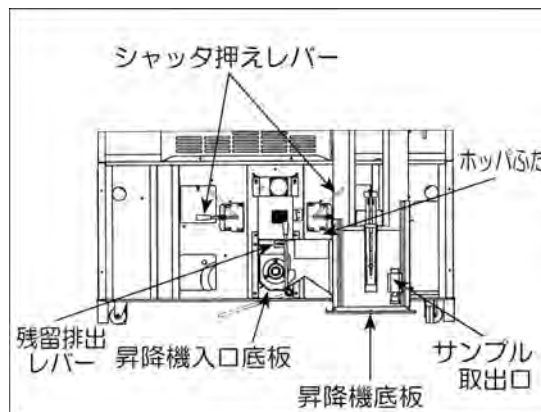 シャッタ押えレバー
ホッパふた
残留排出
レバー
昇降機入口底板
サンプル
取出口
昇降機底板